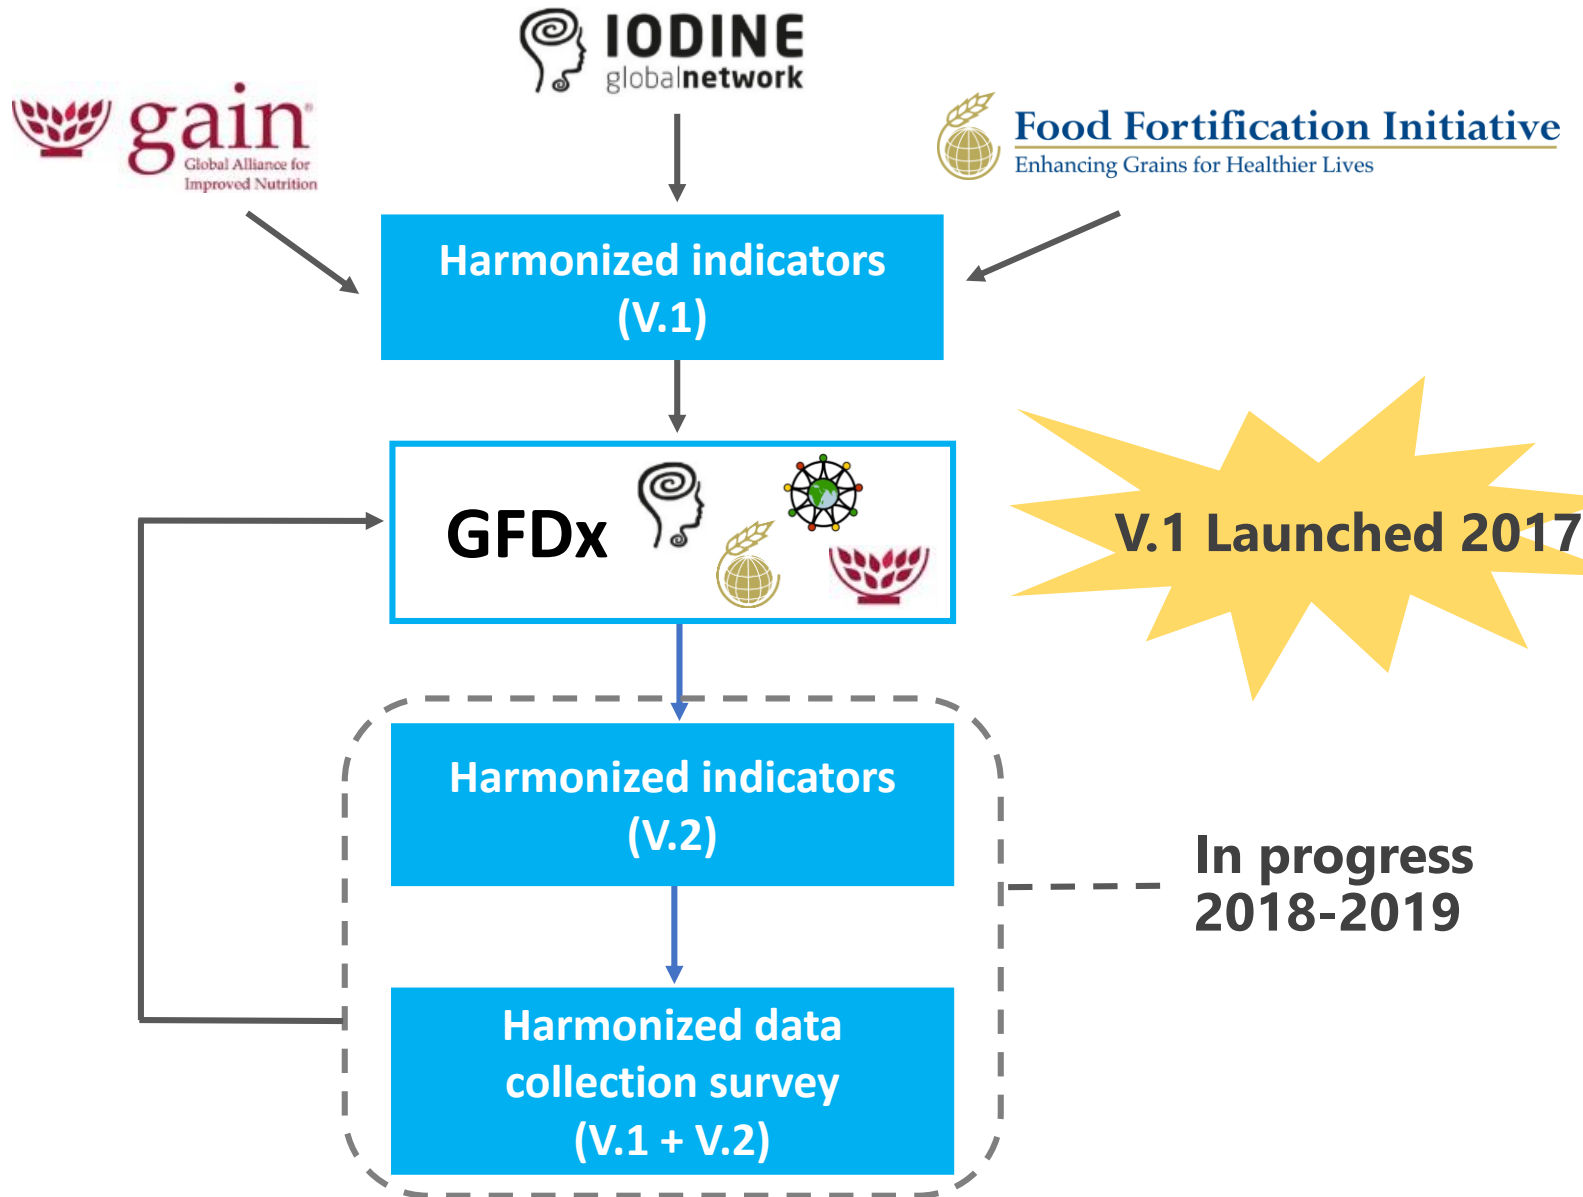 IODINE
globalnetwork
gain®
Global Alliance for
Improved Nutrition
Food Fortification Initiative
Enhancing Grains for Healthier Lives
Harmonized indicators
(V.1)
GFDx
V.1 Launched 2017
Harmonized indicators
(V.2)
In progress
2018-2019
Harmonized data
collection survey
(V.1 + V.2)